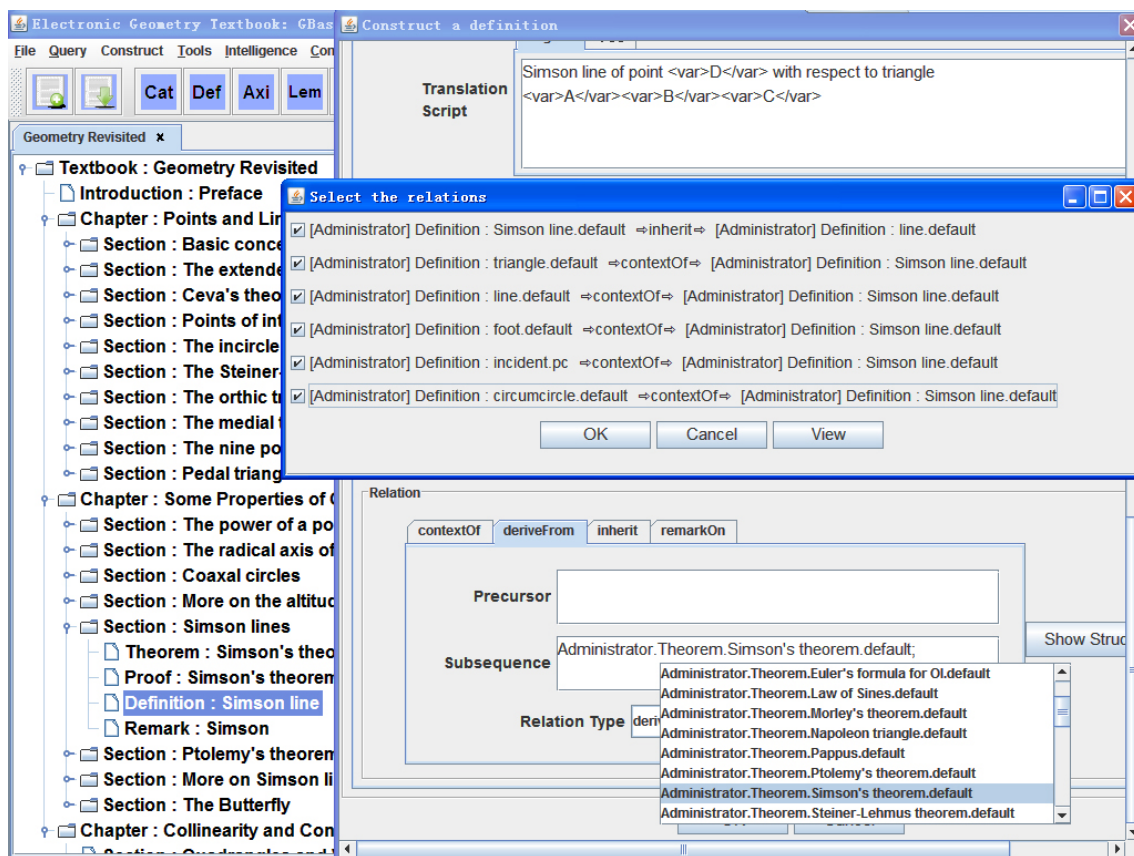 Electronic Geometry Textbook: GBas
File Query Construct Tools Intelligence Con
Cat Def Axi Lem
Geometry Revisited x
Textbook : Geometry Revisited
Introduction : Preface
Chapter : Points and Lin
Section : Basic conce
Section : The extende
Section : Ceva's theo
Section : Points of int
Section : The incircle
Section : The Steiner-
Section : The orthic tr
Section : The medial t
Section : The nine po
Section : Pedal triang
Chapter : Some Properties of C
Section : The power of a po
Section : The radical axis of
Section : Coaxal circles
Section : More on the altitud
Section : Simson lines
Theorem : Simson's theo
Proof : Simson's theorem
Definition : Simson line
Remark : Simson
Section : Ptolemy's theorem
Section : More on Simson li
Section : The Butterfly
Chapter : Collinearity and Con
Construct a definition
Translation Script
Simson line of point <var>D</var> with respect to triangle
<var>A</var><var>B</var><var>C</var>
Select the relations
[Administrator] Definition : Simson line.default ⇨inherit⇨ [Administrator] Definition : line.default
[Administrator] Definition : triangle.default ⇨contextOf⇨ [Administrator] Definition : Simson line.default
[Administrator] Definition : line.default ⇨contextOf⇨ [Administrator] Definition : Simson line.default
[Administrator] Definition : foot.default ⇨contextOf⇨ [Administrator] Definition : Simson line.default
[Administrator] Definition : incident.pc ⇨contextOf⇨ [Administrator] Definition : Simson line.default
[Administrator] Definition : circumcircle.default ⇨contextOf⇨ [Administrator] Definition : Simson line.default
OK Cancel View
Relation
contextOf deriveFrom inherit remarkOn
Precursor
Subsequence Administrator.Theorem.Simson's theorem.default;
Show Struc
Relation Type deriv
Administrator.Theorem.Euler's formula for OI.default
Administrator.Theorem.Law of Sines.default
Administrator.Theorem.Morley's theorem.default
Administrator.Theorem.Napoleon triangle.default
Administrator.Theorem.Pappus.default
Administrator.Theorem.Ptolemy's theorem.default
Administrator.Theorem.Simson's theorem.default
Administrator.Theorem.Steiner-Lehmus theorem.default